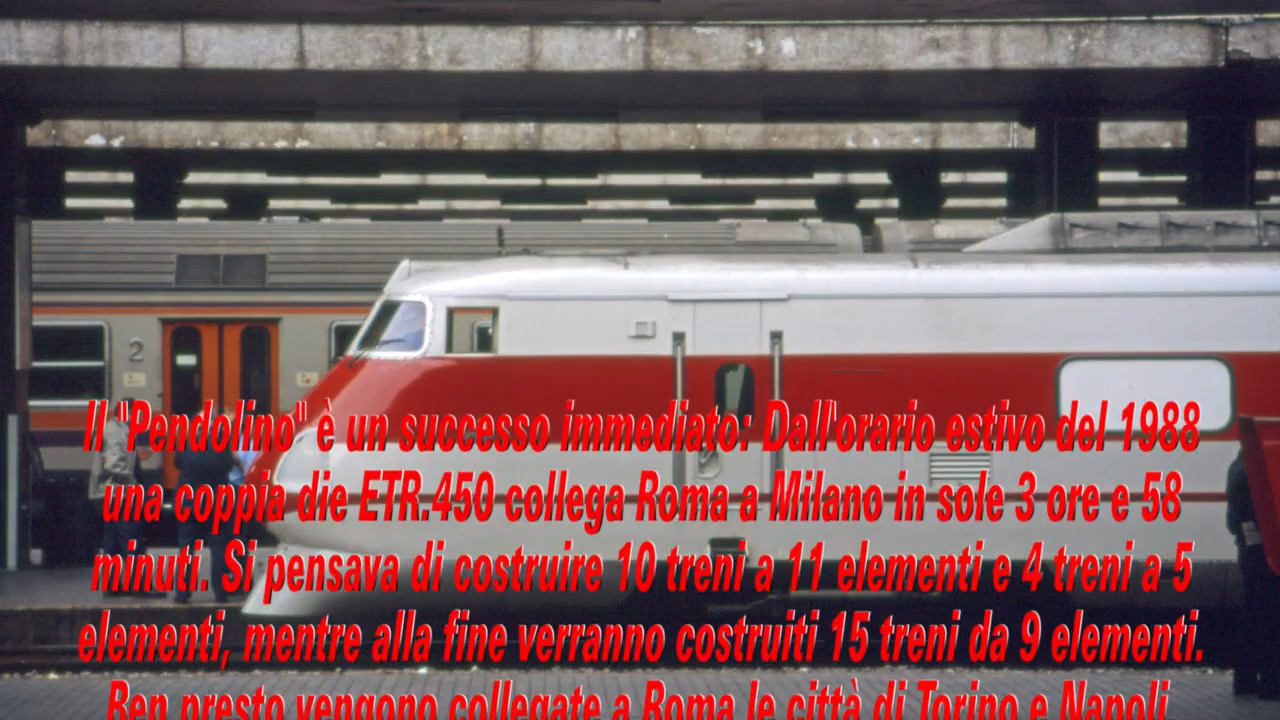 2
Il "Pendolino" è un successo immediato: Dall'orario estivo del 1988
una coppia die ETR.450 collega Roma a Milano in sole 3 ore e 58
minuti. Si pensava di costruire 10 treni a 11 elementi e 4 treni a 5
elementi, mentre alla fine verranno costruiti 15 treni da 9 elementi.
Ben presto vengono collegate a Roma le città di Torino e Napoli